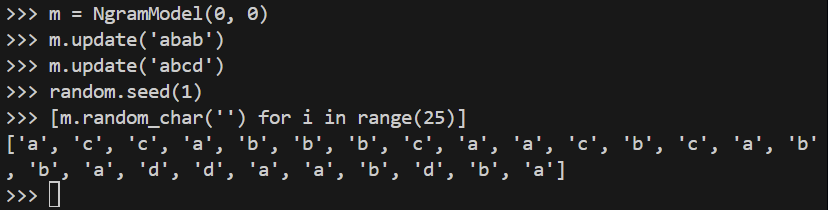 >>> m = NgramModel(0, 0)
>>> m.update('abab')
>>> m.update('abcd')
>>> random.seed(1)
>>> [m.random_char('') for i in range(25)]
['a', 'c', 'c', 'a', 'b', 'b', 'b', 'c', 'a', 'a', 'c', 'b', 'c', 'a', 'b'
, 'b', 'a', 'd', 'd', 'a', 'a', 'b', 'd', 'b', 'a']
>>>